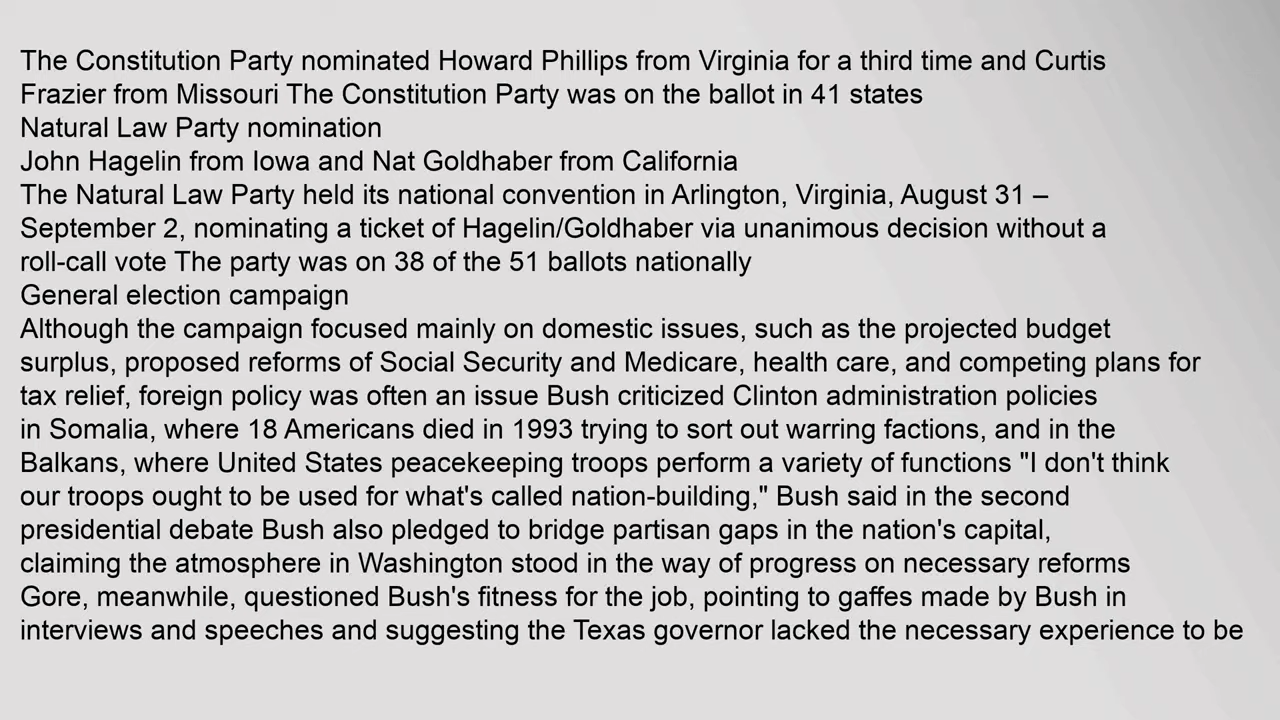 The Constitution Party nominated Howard Phillips from Virginia for a third time and Curtis
Frazier from Missouri The Constitution Party was on the ballot in 41 states
Natural Law Party nomination
John Hagelin from Iowa and Nat Goldhaber from California
The Natural Law Party held its national convention in Arlington, Virginia, August 31 –
September 2, nominating a ticket of Hagelin/Goldhaber via unanimous decision without a
roll-call vote The party was on 38 of the 51 ballots nationally
General election campaign
Although the campaign focused mainly on domestic issues, such as the projected budget
surplus, proposed reforms of Social Security and Medicare, health care, and competing plans for
tax relief, foreign policy was often an issue Bush criticized Clinton administration policies
in Somalia, where 18 Americans died in 1993 trying to sort out warring factions, and in the
Balkans, where United States peacekeeping troops perform a variety of functions "I don't think
our troops ought to be used for what's called nation-building," Bush said in the second
presidential debate Bush also pledged to bridge partisan gaps in the nation's capital,
claiming the atmosphere in Washington stood in the way of progress on necessary reforms
Gore, meanwhile, questioned Bush's fitness for the job, pointing to gaffes made by Bush in
interviews and speeches and suggesting the Texas governor lacked the necessary experience to be